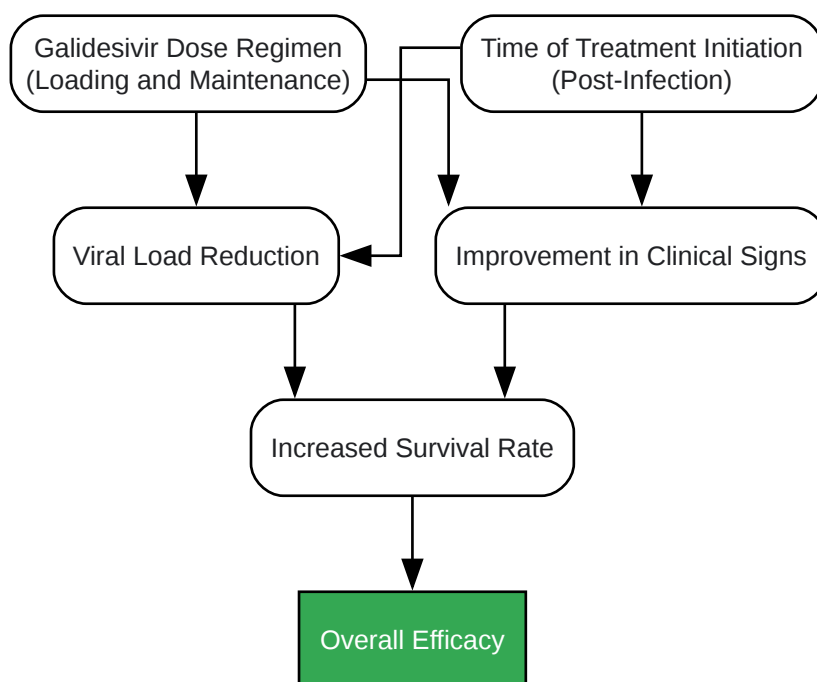 Galidesivir Dose Regimen
(Loading and Maintenance)
Time of Treatment Initiation
(Post-Infection)
Viral Load Reduction
Improvement in Clinical Signs
Increased Survival Rate
Overall Efficacy